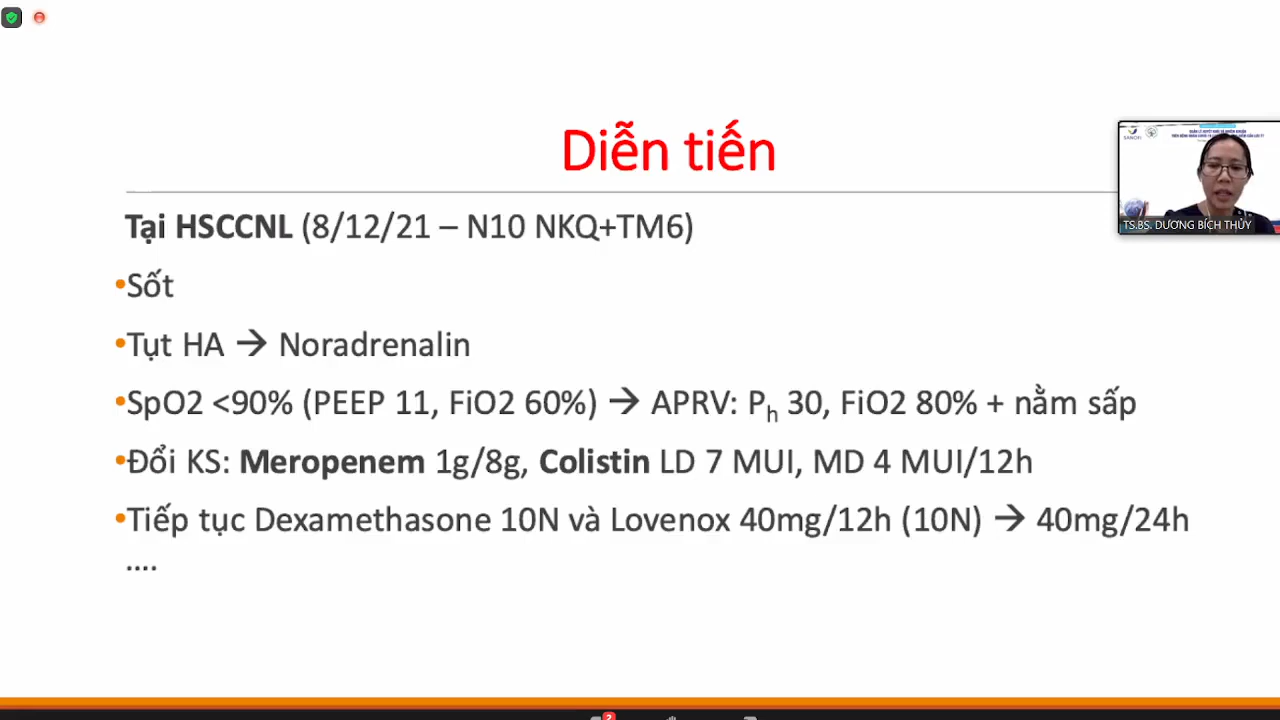 Diễn tiến
Tại HSCCNL (8/12/21 – N10 NKQ+TM6)
•Sốt
•Tụt HA → Noradrenalin
•SpO2 <90% (PEEP 11, FiO2 60%) → APRV: Ph 30, FiO2 80% + nằm sấp
•Đổi KS: Meropenem 1g/8g, Colistin LD 7 MUI, MD 4 MUI/12h
•Tiếp tục Dexamethasone 10N và Lovenox 40mg/12h (10N) → 40mg/24h
....
SANOFI
TS.BS. DƯƠNG BÍCH THỦY
2